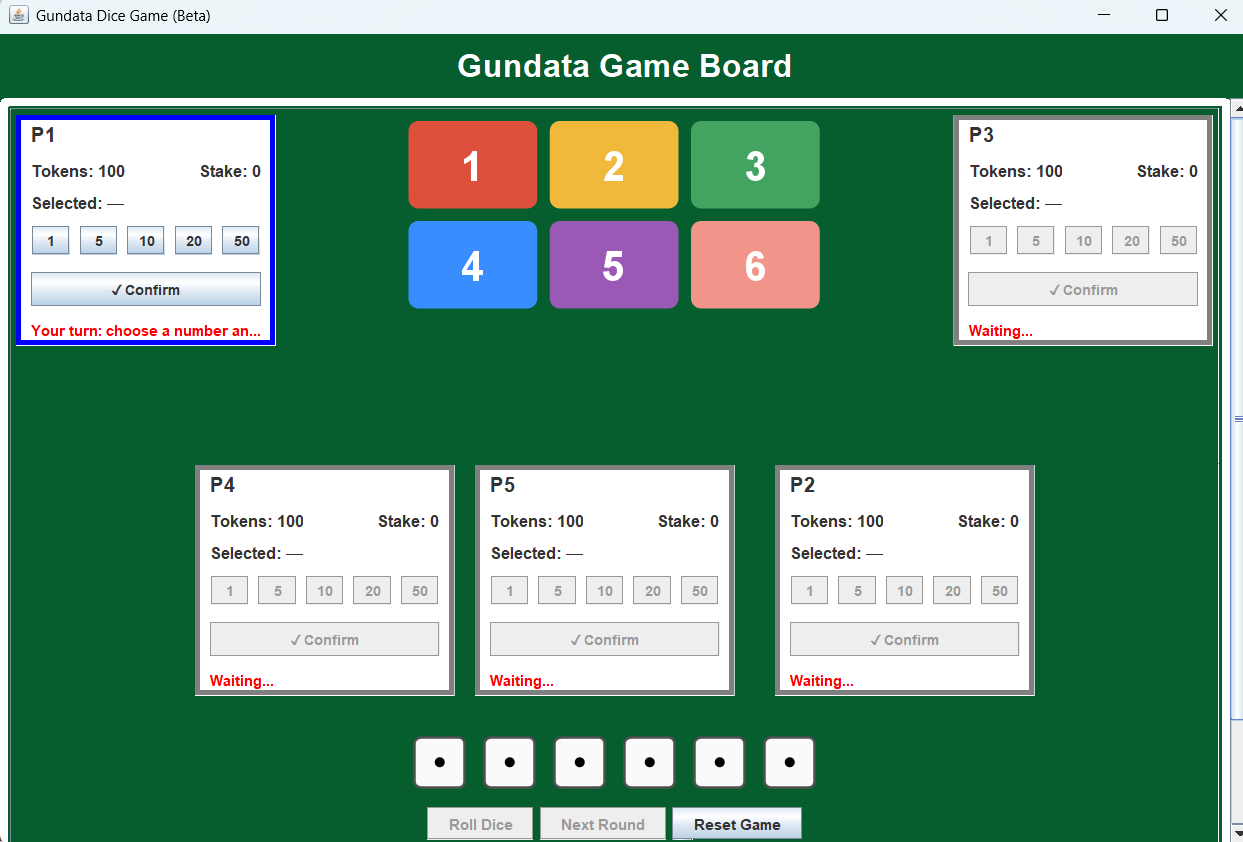 Gundata Dice Game (Beta)
Gundata Game Board
P1
Tokens: 100 Stake: 0
Selected: —
1 5 10 20 50
✓ Confirm
Your turn: choose a number an...
1 2 3
4 5 6
P3
Tokens: 100 Stake: 0
Selected: —
1 5 10 20 50
✓ Confirm
Waiting...
P4
Tokens: 100 Stake: 0
Selected: —
1 5 10 20 50
✓ Confirm
Waiting...
P5
Tokens: 100 Stake: 0
Selected: —
1 5 10 20 50
✓ Confirm
Waiting...
P2
Tokens: 100 Stake: 0
Selected: —
1 5 10 20 50
✓ Confirm
Waiting...
Roll Dice Next Round Reset Game